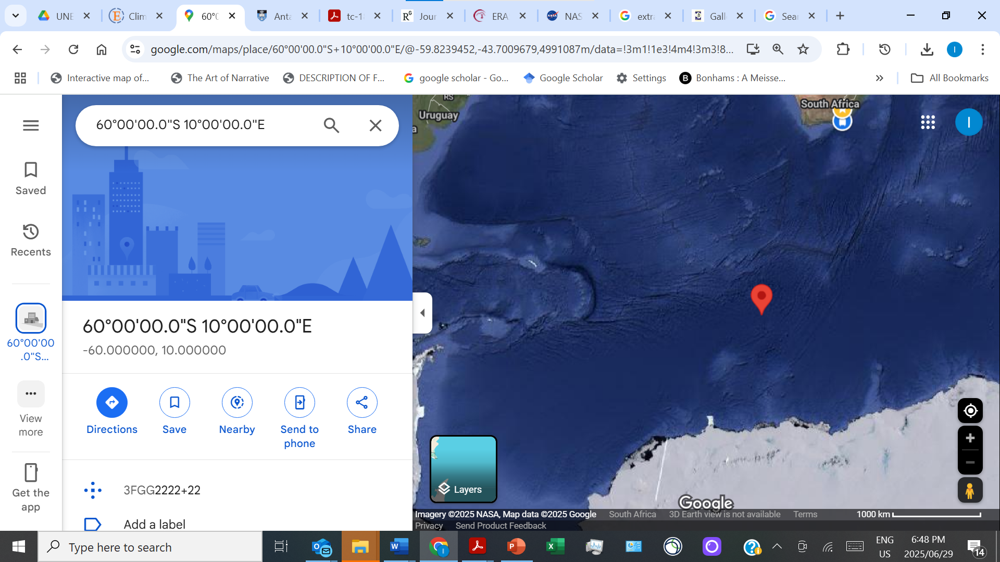 UNE
Clim
60°0
Anta
tc-1
Jour
ERA
NAS
extra
Gall
Sear
google.com/maps/place/60°00'00.0"S+10°00'00.0"E/@-59.8239452,-43.7009679,4991087m/data=!3m1!1e3!4m4!3m3!8...
Interactive map of...
The Art of Narrative
DESCRIPTION OF F...
google scholar - Go...
Google Scholar
Settings
Bonhams : A Meisse...
All Bookmarks
60°00'00.0"S 10°00'00.0"E
Saved
Recents
60°00'00
.0"S...
View
more
Get the
app
60°00'00.0"S 10°00'00.0"E
-60.000000, 10.000000
Directions
Save
Nearby
Send to
phone
Share
3FGG2222+22
Add a label
RS
Uruguay
a
South Africa
I
Layers
Google
Imagery ©2025 NASA, Map data ©2025 Google South Africa 3D Earth view is not available Terms 1000 km
Privacy Send Product Feedback
Type here to search
ENG
US
6:48 PM
2025/06/29
14